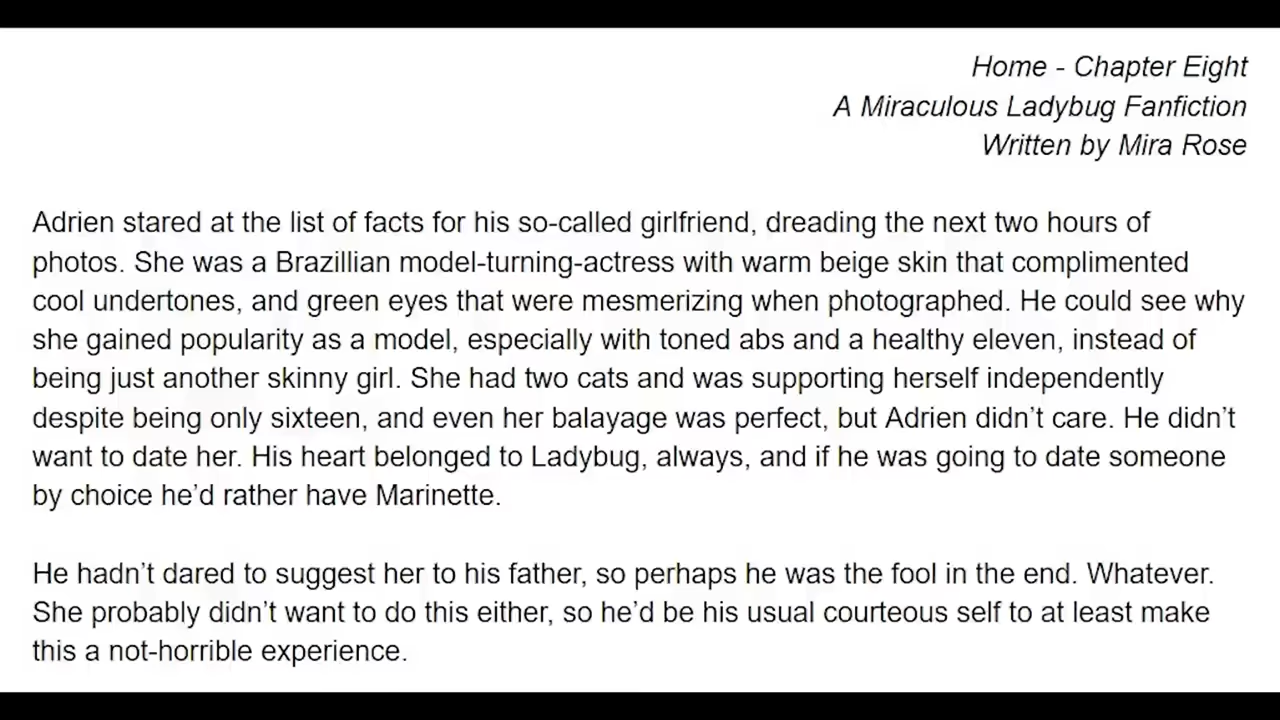 Home - Chapter Eight
A Miraculous Ladybug Fanfiction
Written by Mira Rose
Adrien stared at the list of facts for his so-called girlfriend, dreading the next two hours of
photos. She was a Brazillian model-turning-actress with warm beige skin that complimented
cool undertones, and green eyes that were mesmerizing when photographed. He could see why
she gained popularity as a model, especially with toned abs and a healthy eleven, instead of
being just another skinny girl. She had two cats and was supporting herself independently
despite being only sixteen, and even her balayage was perfect, but Adrien didn’t care. He didn’t
want to date her. His heart belonged to Ladybug, always, and if he was going to date someone
by choice he’d rather have Marinette.
He hadn’t dared to suggest her to his father, so perhaps he was the fool in the end. Whatever.
She probably didn’t want to do this either, so he’d be his usual courteous self to at least make
this a not-horrible experience.